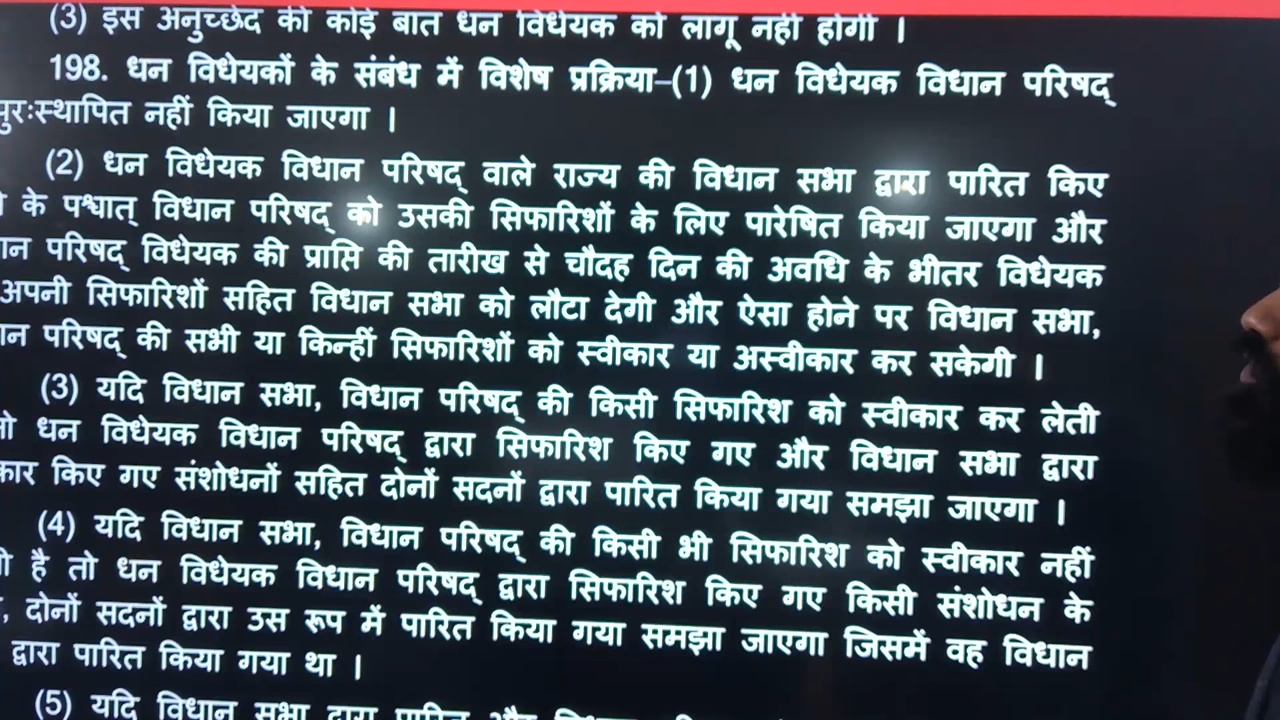 (3) इस अनुच्छेद की कोई बात धन विधेयक को लागू नहीं होगी ।
198. धन विधेयकों के संबंध में विशेष प्रक्रिया–(1) धन विधेयक विधान परिषद्
पुरःस्थापित नहीं किया जाएगा ।
(2) धन विधेयक विधान परिषद् वाले राज्य की विधान सभा द्वारा पारित किए
के पश्चात् विधान परिषद् को उसकी सिफारिशों के लिए पारेषित किया जाएगा और
परिषद् विधेयक की प्राप्ति की तारीख से चौदह दिन की अवधि के भीतर विधेयक
अपनी सिफारिशों सहित विधान सभा को लौटा देगी और ऐसा होने पर विधान सभा,
परिषद् की सभी या किन्हीं सिफारिशों को स्वीकार या अस्वीकार कर सकेगी ।
(3) यदि विधान सभा, विधान परिषद् की किसी सिफारिश को स्वीकार कर लेती
धन विधेयक विधान परिषद् द्वारा सिफारिश किए गए और विधान सभा द्वारा
किए गए संशोधनों सहित दोनों सदनों द्वारा पारित किया गया समझा जाएगा ।
(4) यदि विधान सभा, विधान परिषद् की किसी भी सिफारिश को स्वीकार नहीं
है तो धन विधेयक विधान परिषद् द्वारा सिफारिश किए गए किसी संशोधन के
, दोनों सदनों द्वारा उस रूप में पारित किया गया समझा जाएगा जिसमें वह विधान
द्वारा पारित किया गया था ।
(5) यदि विधान सभा द्वारा पारित और